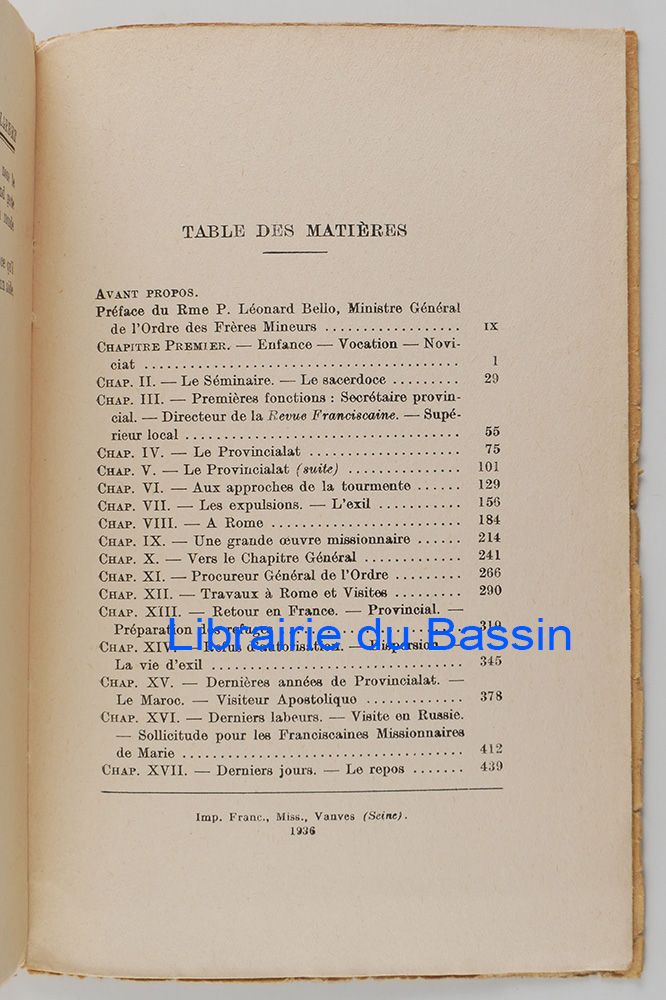 TABLE DES MATIÈRES
AVANT PROPOS.
Préface du Rme P. Léonard Bello, Ministre Général
de l'Ordre des Frères Mineurs .................. IX
CHAPITRE PREMIER. — Enfance — Vocation — Novi-
ciat ........................................ 1
CHAP. II. — Le Séminaire. — Le sacerdoce ......... 29
CHAP. III. — Premières fonctions : Secrétaire provin-
cial. — Directeur de la Revue Franciscaine. — Supé-
rieur local .................................... 55
CHAP. IV. — Le Provincialat ..................... 75
CHAP. V. — Le Provincialat (suite) ............... 101
CHAP. VI. — Aux approches de la tourmente ...... 129
CHAP. VII. — Les expulsions. — L'exil ........... 156
CHAP. VIII. — A Rome ......................... 184
CHAP. IX. — Une grande œuvre missionnaire ...... 214
CHAP. X. — Vers le Chapitre Général ............. 241
CHAP. XI. — Procureur Général de l'Ordre ......... 266
CHAP. XII. — Travaux à Rome et Visites .......... 290
CHAP. XIII. — Retour en France. — Provincial. —
Préparation des refuges ......................... 319
Librairie du Bassin
CHAP. XIV. — Refus d'autorisation. — Dispersion —
La vie d'exil .................................. 345
CHAP. XV. — Dernières années de Provincialat. —
Le Maroc. — Visiteur Apostolique ............. 378
CHAP. XVI. — Derniers labeurs. — Visite en Russie.
— Sollicitude pour les Franciscaines Missionnaires
de Marie ...................................... 412
CHAP. XVII. — Derniers jours. — Le repos ....... 439
Imp. Franc., Miss., Vanves (Seine).
1936